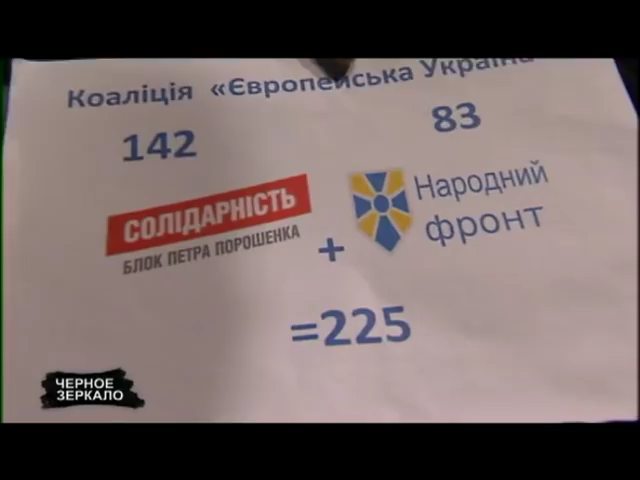 Коаліція «Європейська Україна
142
83
СОЛІДАРНІСТЬ
БЛОК ПЕТРА ПОРОШЕНКА
+
Народний
фронт
=225
ЧЕРНОЕ
ЗЕРКАЛО